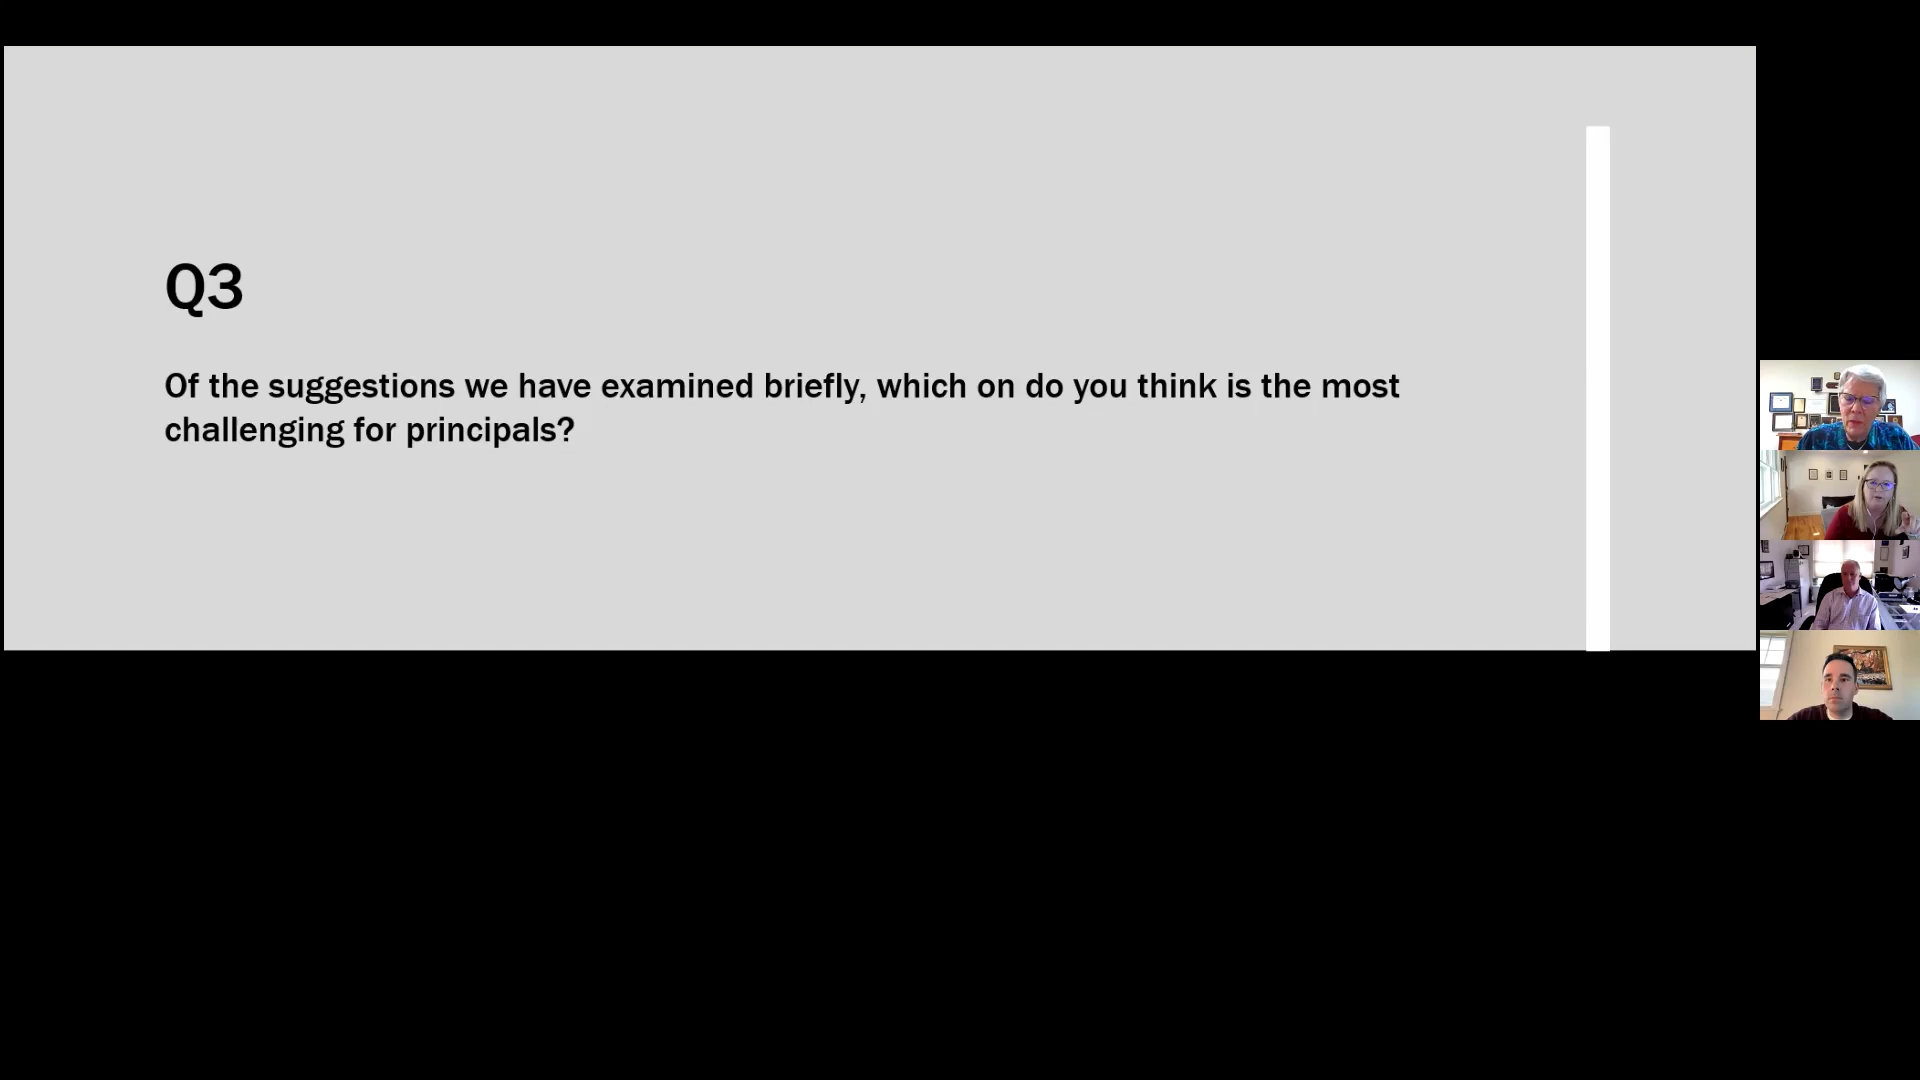 Q3
Of the suggestions we have examined briefly, which on do you think is the most
challenging for principals?